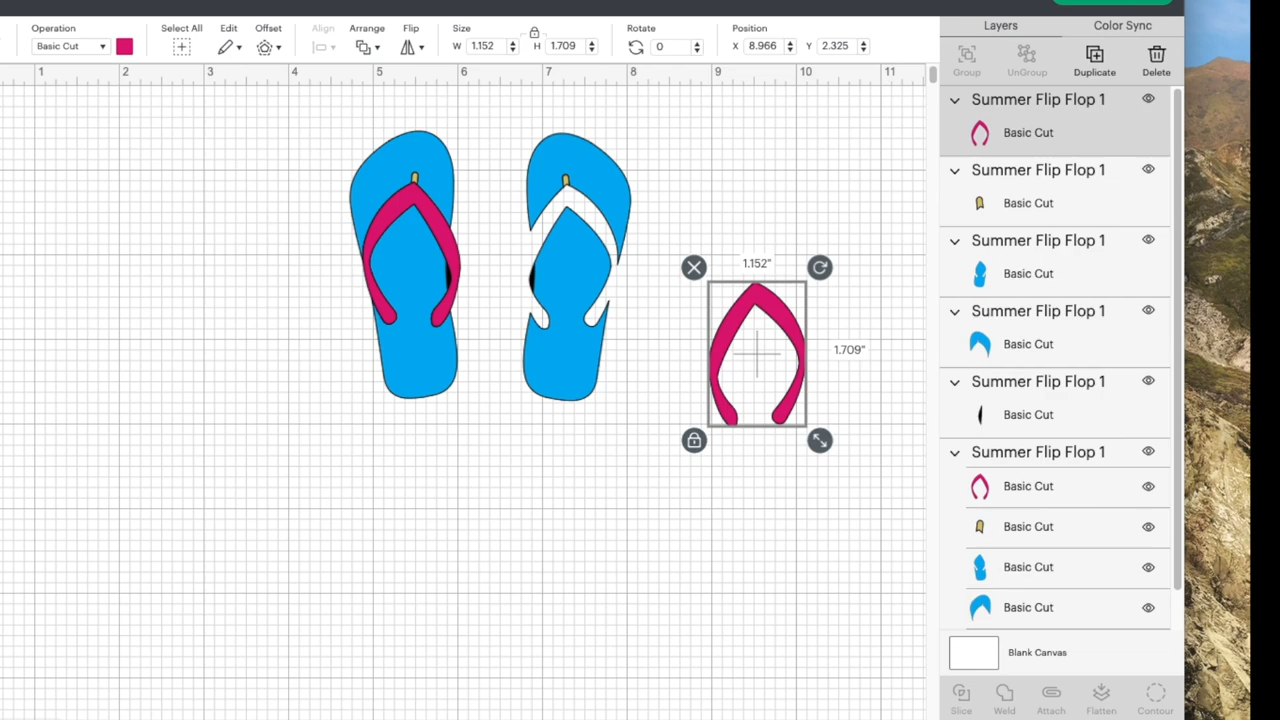 Operation
Basic Cut
Select All
Edit
Offset
Align
Arrange
Flip
Size
W 1.152
H 1.709
Rotate
0
Position
X 8.966
Y 2.325
1 2 3 4 5 6 7 8 9 10 11
1.152"
1.709"
Layers
Color Sync
Group
UnGroup
Duplicate
Delete
Summer Flip Flop 1
Basic Cut
Summer Flip Flop 1
Basic Cut
Summer Flip Flop 1
Basic Cut
Summer Flip Flop 1
Basic Cut
Summer Flip Flop 1
Basic Cut
Summer Flip Flop 1
Basic Cut
Basic Cut
Basic Cut
Basic Cut
Blank Canvas
Slice
Weld
Attach
Flatten
Contour